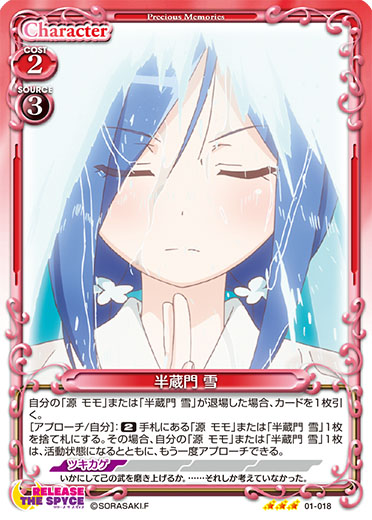 Precious Memories
Character
COST
2
SOURCE
3
半蔵門 雪
自分の「源 モモ」または「半蔵門 雪」が退場した場合、カードを1枚引
く。
[アプローチ/自分]:2 手札にある「源 モモ」または「半蔵門 雪」1枚
を捨て札にする。その場合、自分の「源 モモ」または「半蔵門 雪」1枚
は、活動状態になるとともに、もう一度アプローチできる。
ツキカゲ
いかにして己の武を磨き上げるか。……それしか考えていなかった。
RELEASE
THE SPYCE
©SORASAKI.F
★★★ 01-018